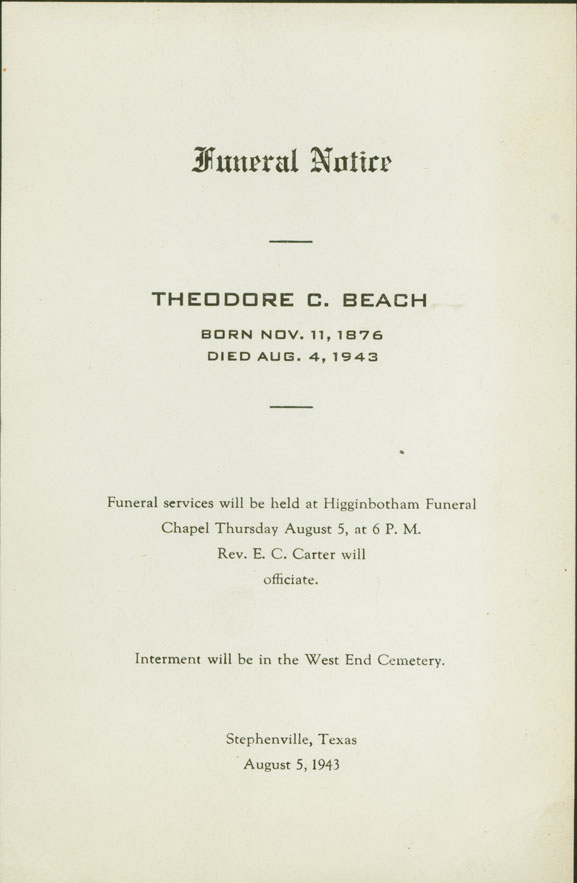 Funeral Notice
THEODORE C. BEACH
BORN NOV. 11, 1876
DIED AUG. 4, 1943
Funeral services will be held at Higginbotham Funeral
Chapel Thursday August 5, at 6 P. M.
Rev. E. C. Carter will
officiate.
Interment will be in the West End Cemetery.
Stephenville, Texas
August 5, 1943